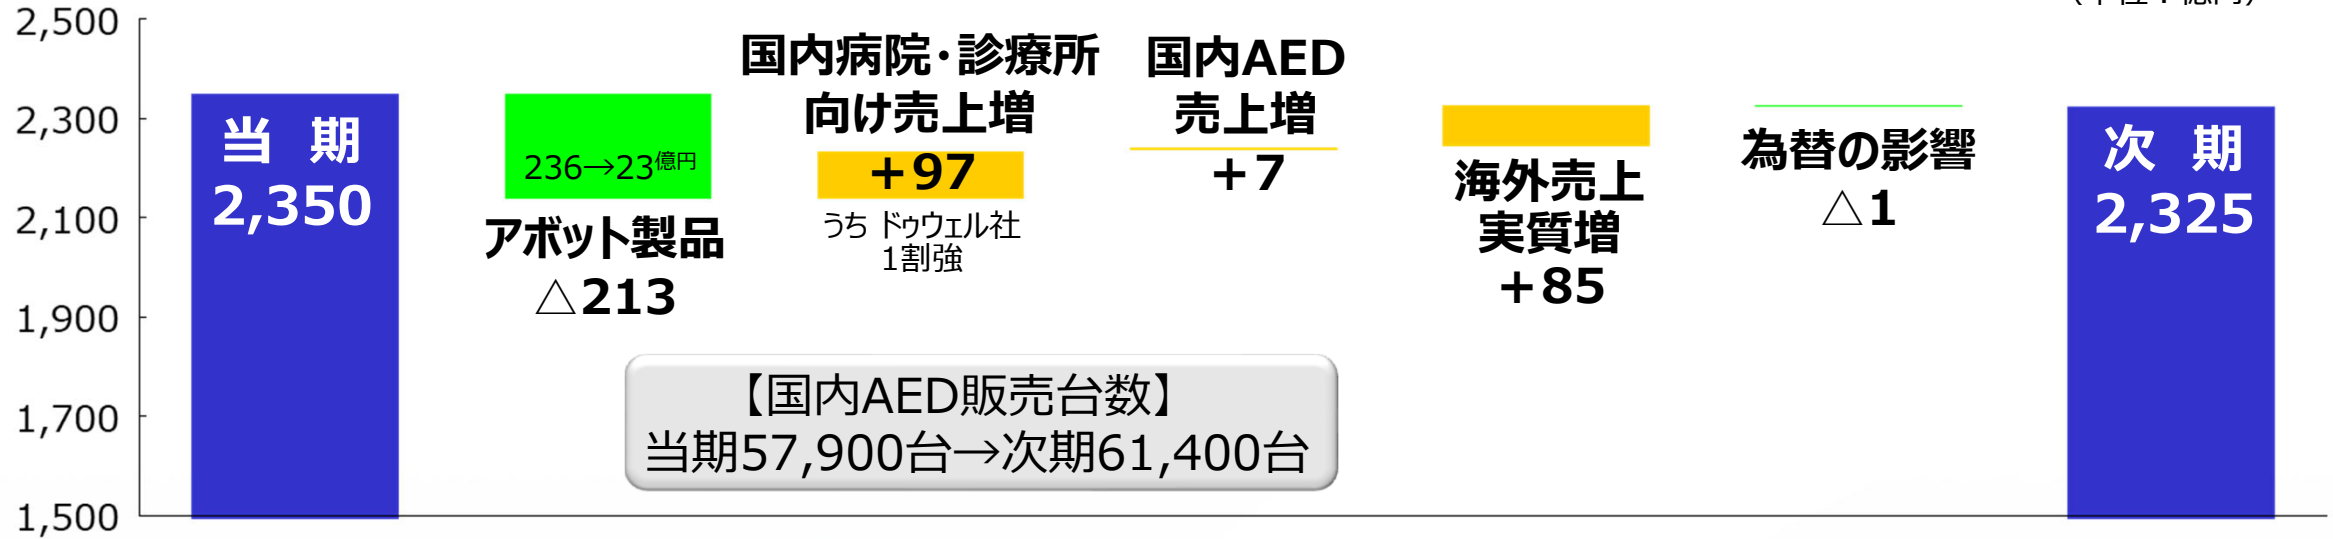 2,500
2,300
2,100
1,900
1,700
1,500
当 期
2,350
236→23億円
アボット製品
△213
国内病院・診療所
向け売上増
+97
うち ドゥウェル社
1割強
国内AED
売上増
+7
海外売上
実質増
+85
為替の影響
△1
次 期
2,325
【国内AED販売台数】
当期57,900台→次期61,400台